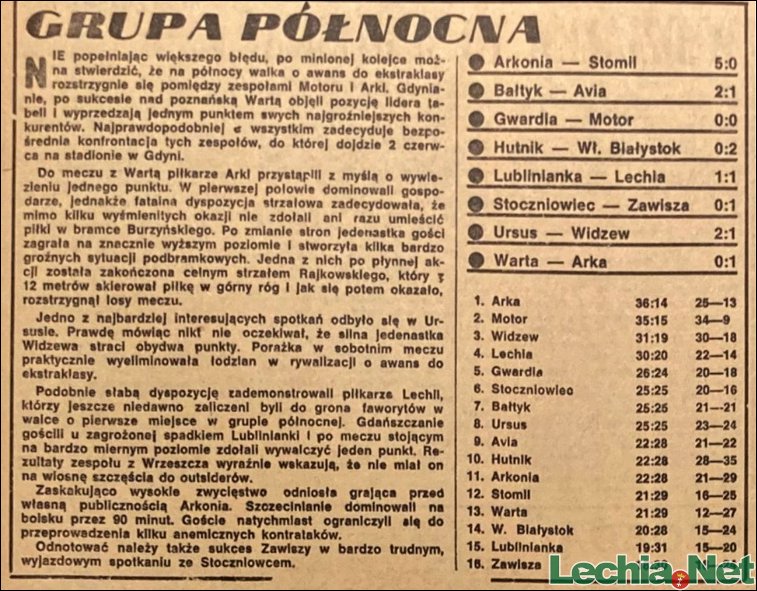 GRUPA PÓŁNOCNA
NIE popełniając większego błędu, po minionej kolejce moż-
na stwierdzić, że na północy walka o awans do ekstraklasy
rozstrzygnie się pomiędzy zespołami Motoru i Arki. Gdynia-
nie, po sukcesie nad poznańską Wartą objęli pozycję lidera ta-
beli i wyprzedzają jednym punktem swych najgroźniejszych kon-
kurentów. Najprawdopodobniej o wszystkim zadecyduje bezpo-
średnia konfrontacja tych zespołów, do której dojdzie 2 czerw-
ca na stadionie w Gdyni.
Do meczu z Wartą piłkarze Arki przystąpili z myślą o wywie-
zieniu jednego punktu. W pierwszej połowie dominowali gospo-
darze, jednakże fatalna dyspozycja strzałowa zadecydowała, że
mimo kilku wyśmienitych okazji nie zdołali ani razu umieścić
piłki w bramce Burzyńskiego. Po zmianie stron jedenastka gości
zagrała na znacznie wyższym poziomie i stworzyła kilka bardzo
groźnych sytuacji podbramkowych. Jedna z nich po płynnej ak-
cji została zakończona celnym strzałem Rajkowskiego, który z
12 metrów skierował piłkę w górny róg i jak się potem okazało,
rozstrzygnął losy meczu.
Jedno z najbardziej interesujących spotkań odbyło się w Ur-
susie. Prawdę mówiąc nikt nie oczekiwał, że silna jedenastka
Widzewa straci obydwa punkty. Porażka w sobotnim meczu
praktycznie wyeliminowała łodzian w rywalizacji o awans do
ekstraklasy.
Podobnie słabą dyspozycję zademonstrowali piłkarze Lechii,
którzy jeszcze niedawno zaliczeni byli do grona faworytów w
walce o pierwsze miejsce w grupie północnej. Gdańszczanie
gościli u zagrożonej spadkiem Lublinianki i po meczu stojącym
na bardzo miernym poziomie zdołali wywalczyć jeden punkt. Re-
zultaty zespołu z Wrzeszcza wyraźnie wskazują, że nie miał on
na wiosnę szczęścia do outsiderów.
Zaskakująco wysokie zwycięstwo odniosła grająca przed
własną publicznością Arkonia. Szczecinianie dominowali na
boisku przez 90 minut. Goście natychmiast ograniczyli się do
przeprowadzenia kilku anemicznych kontrataków.
Odnotować należy także sukces Zawiszy w bardzo trudnym,
wyjazdowym spotkaniu ze Stoczniowcem.
Arkonia — Stomil 5:0
Bałtyk — Avia 2:1
Gwardia — Motor 0:0
Hutnik — Wł. Białystok 0:2
Lublinianka — Lechia 1:1
Stoczniowiec — Zawisza 0:1
Ursus — Widzew 2:1
Warta — Arka 0:1
1. Arka 36:14 25—13
2. Motor 35:15 34—9
3. Widzew 31:19 30—18
4. Lechia 30:20 22—14
5. Gwardia 26:24 20—18
6. Stoczniowiec 25:25 20—16
7. Bałtyk 25:25 21—21
8. Ursus 25:25 23—24
9. Avia 22:28 21—22
10. Hutnik 22:28 28—35
11. Arkonia 22:28 21—29
12. Stomil 21:29 16—25
13. Warta 21:29 12—27
14. W. Białystok 20:28 15—24
15. Lublinianka 19:31 15—20
16. Zawisza
Lechia.Net